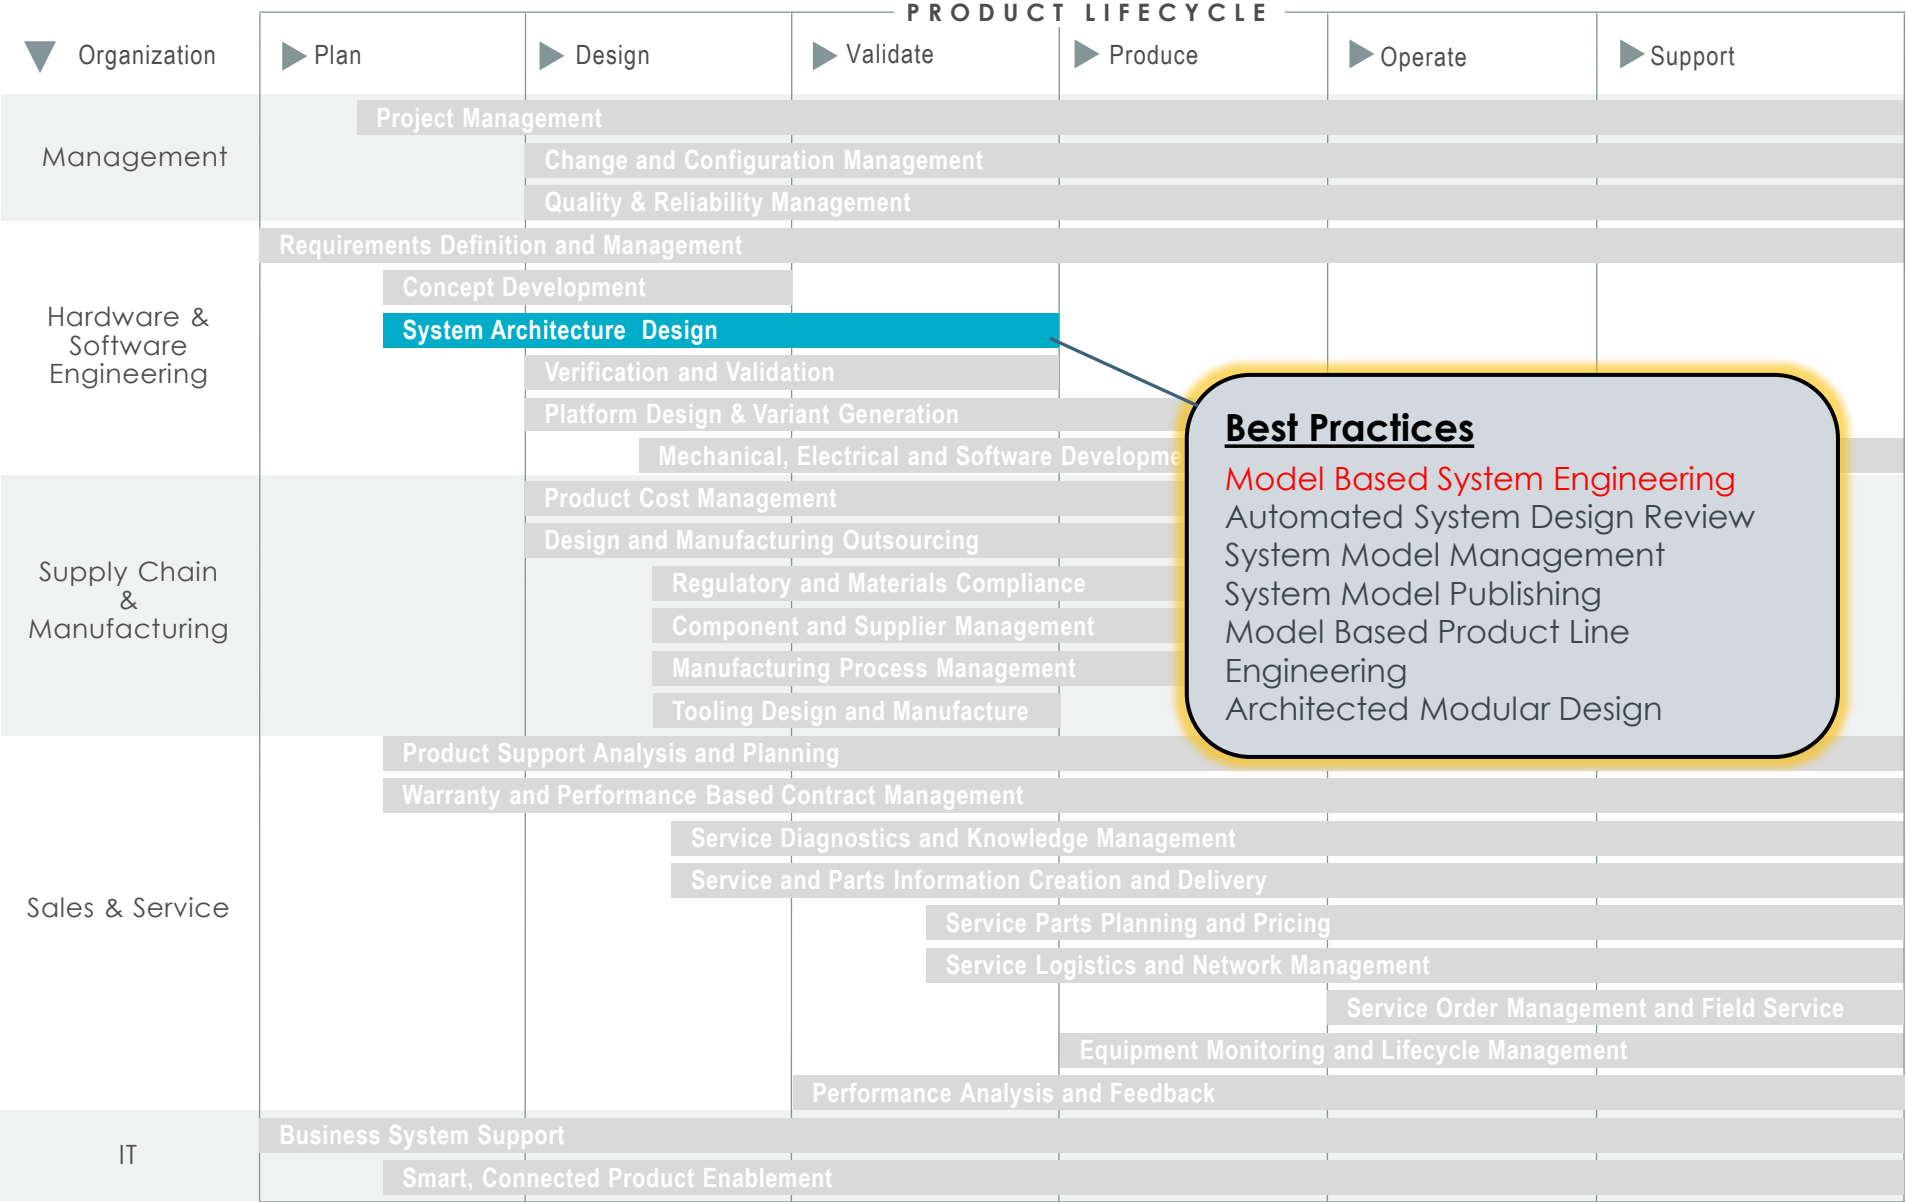 PRODUCT LIFECYCLE
Organization
Plan
Design
Validate
Produce
Operate
Support
Management
Project Management
Change and Configuration Management
Quality & Reliability Management
Hardware &
Software
Engineering
Requirements Definition and Management
Concept Development
System Architecture Design
Verification and Validation
Platform Design & Variant Generation
Mechanical, Electrical and Software
Best Practices
Model Based System Engineering
Automated System Design Review
System Model Management
System Model Publishing
Model Based Product Line
Engineering
Architected Modular Design
Supply Chain
&
Manufacturing
Product Cost Management
Design and Manufacturing Outsourcing
Regulatory and Materials Compliance
Component and Supplier Management
Manufacturing Process Management
Tooling Design and Manufacture
Sales & Service
Product Support Analysis and Planning
Warranty and Performance Based Contract Management
Service Diagnostics and Knowledge Management
Service and Parts Information Creation and Delivery
Service Parts Planning and Pricing
Service Logistics and Network Management
Service Order Management and Field Service
Equipment Monitoring and Lifecycle Management
Performance Analysis and Feedback
IT
Business System Support
Smart, Connected Product Enablement